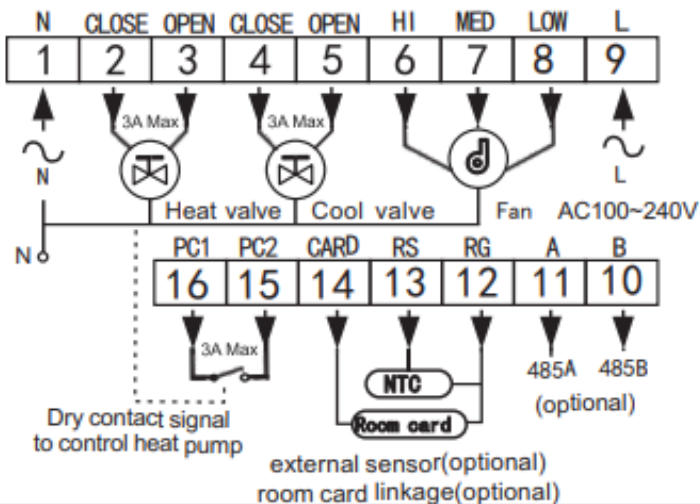 N CLOSE OPEN CLOSE OPEN HI MED LOW L
1 2 3 4 5 6 7 8 9
3A Max 3A Max
N L
Heat valve Cool valve Fan AC100~240V
N
PC1 PC2 CARD RS RG A B
16 15 14 13 12 11 10
3A Max
NTC 485A 485B
(optional)
Room card
Dry contact signal
to control heat pump
external sensor(optional)
room card linkage(optional)